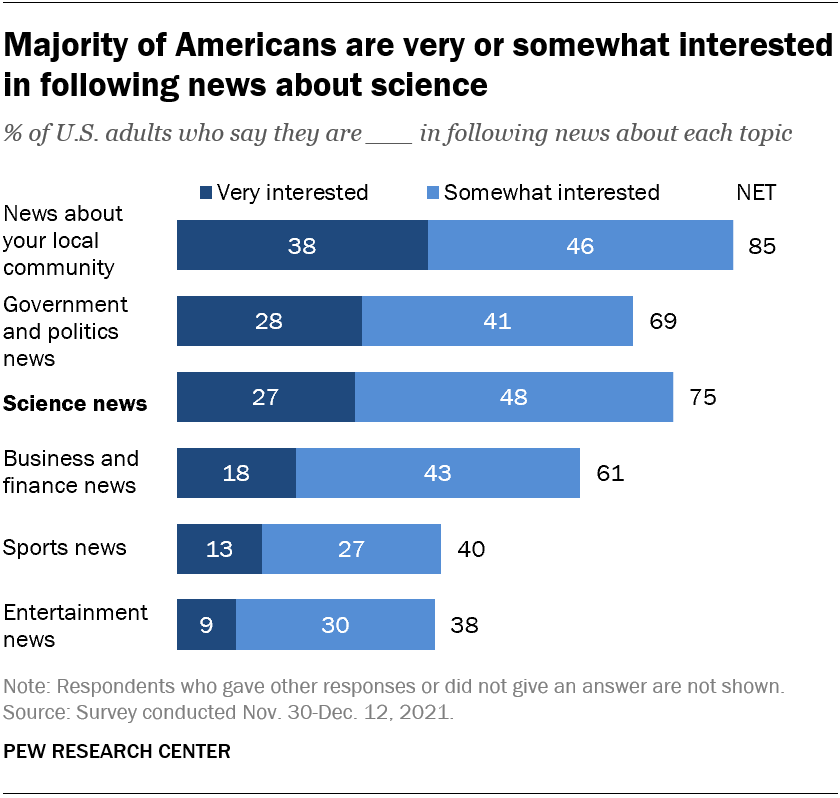 Majority of Americans are very or somewhat interested
in following news about science
% of U.S. adults who say they are ___ in following news about each topic
Very interested Somewhat interested NET
News about
your local
community
38 46 85
Government
and politics
news
28 41 69
Science news
27 48 75
Business and
finance news
18 43 61
Sports news
13 27 40
Entertainment
news
9 30 38
Note: Respondents who gave other responses or did not give an answer are not shown.
Source: Survey conducted Nov. 30-Dec. 12, 2021.
PEW RESEARCH CENTER